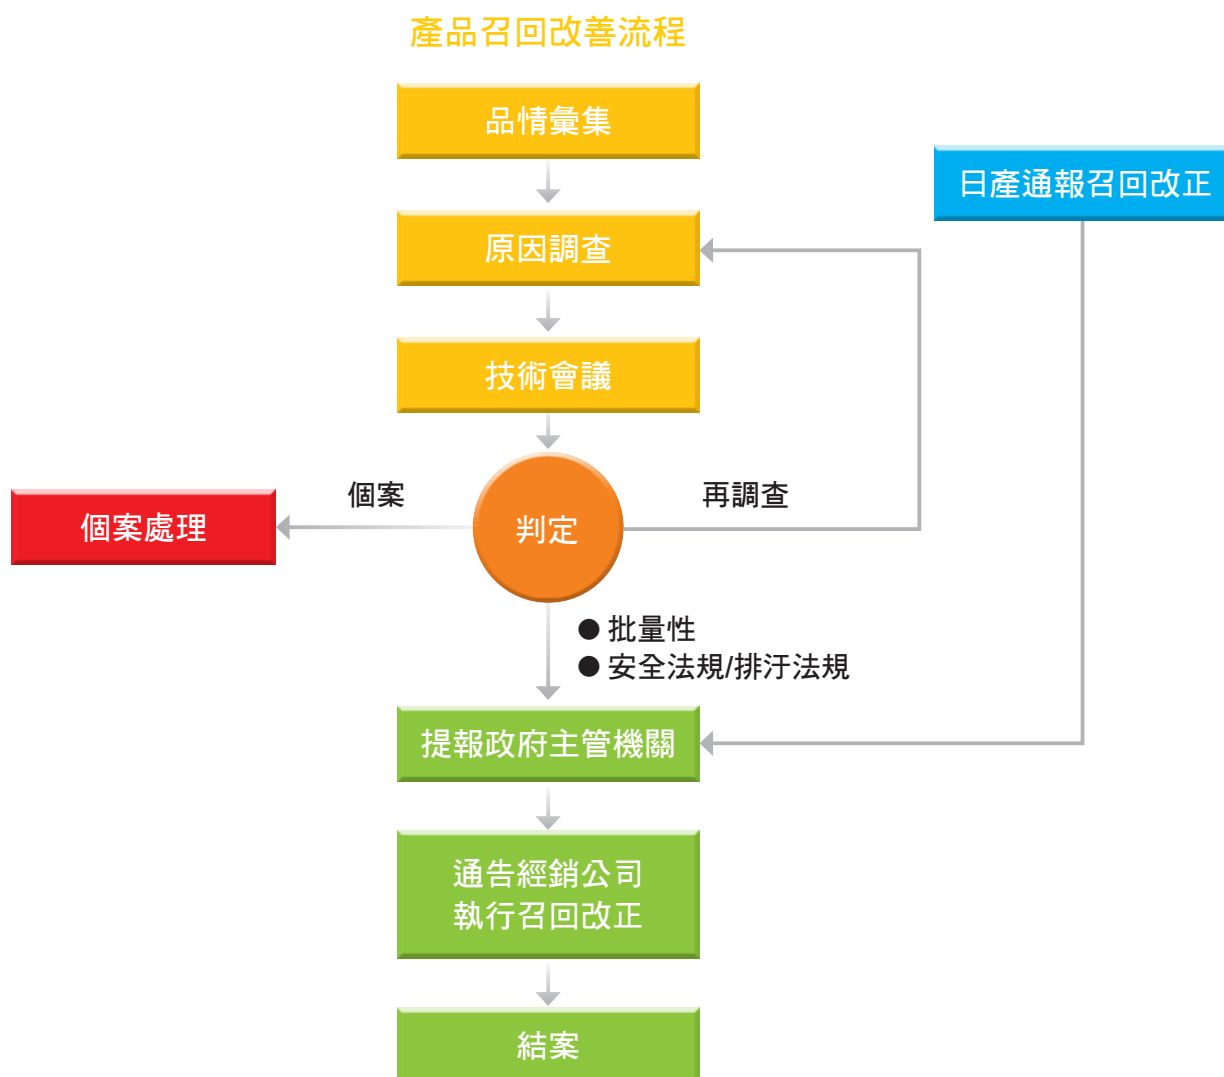 產品召回改善流程
品情彙集
日產通報召回改正
原因調查
技術會議
個案
再調查
個案處理
判定
● 批量性
● 安全法規/排汙法規
提報政府主管機關
通告經銷公司
執行召回改正
結案